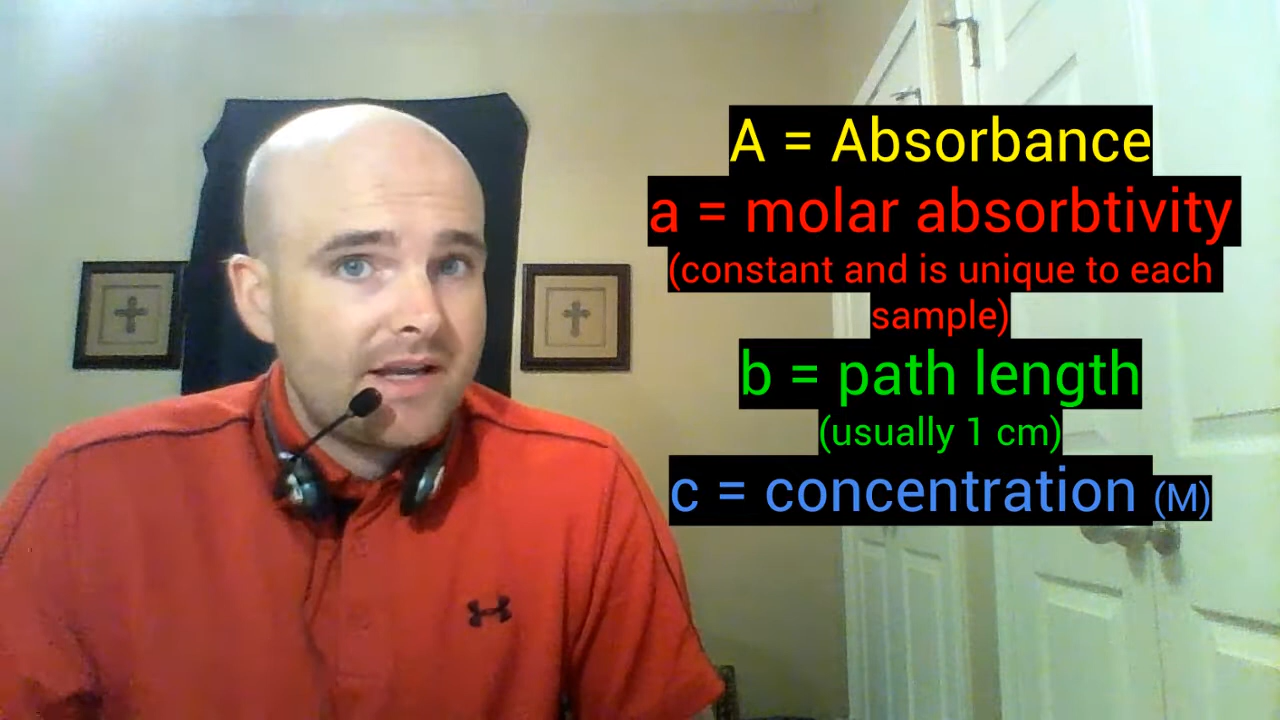 A = Absorbance
a = molar absorbtivity
(constant and is unique to each
sample)
b = path length
(usually 1 cm)
c = concentration (M)